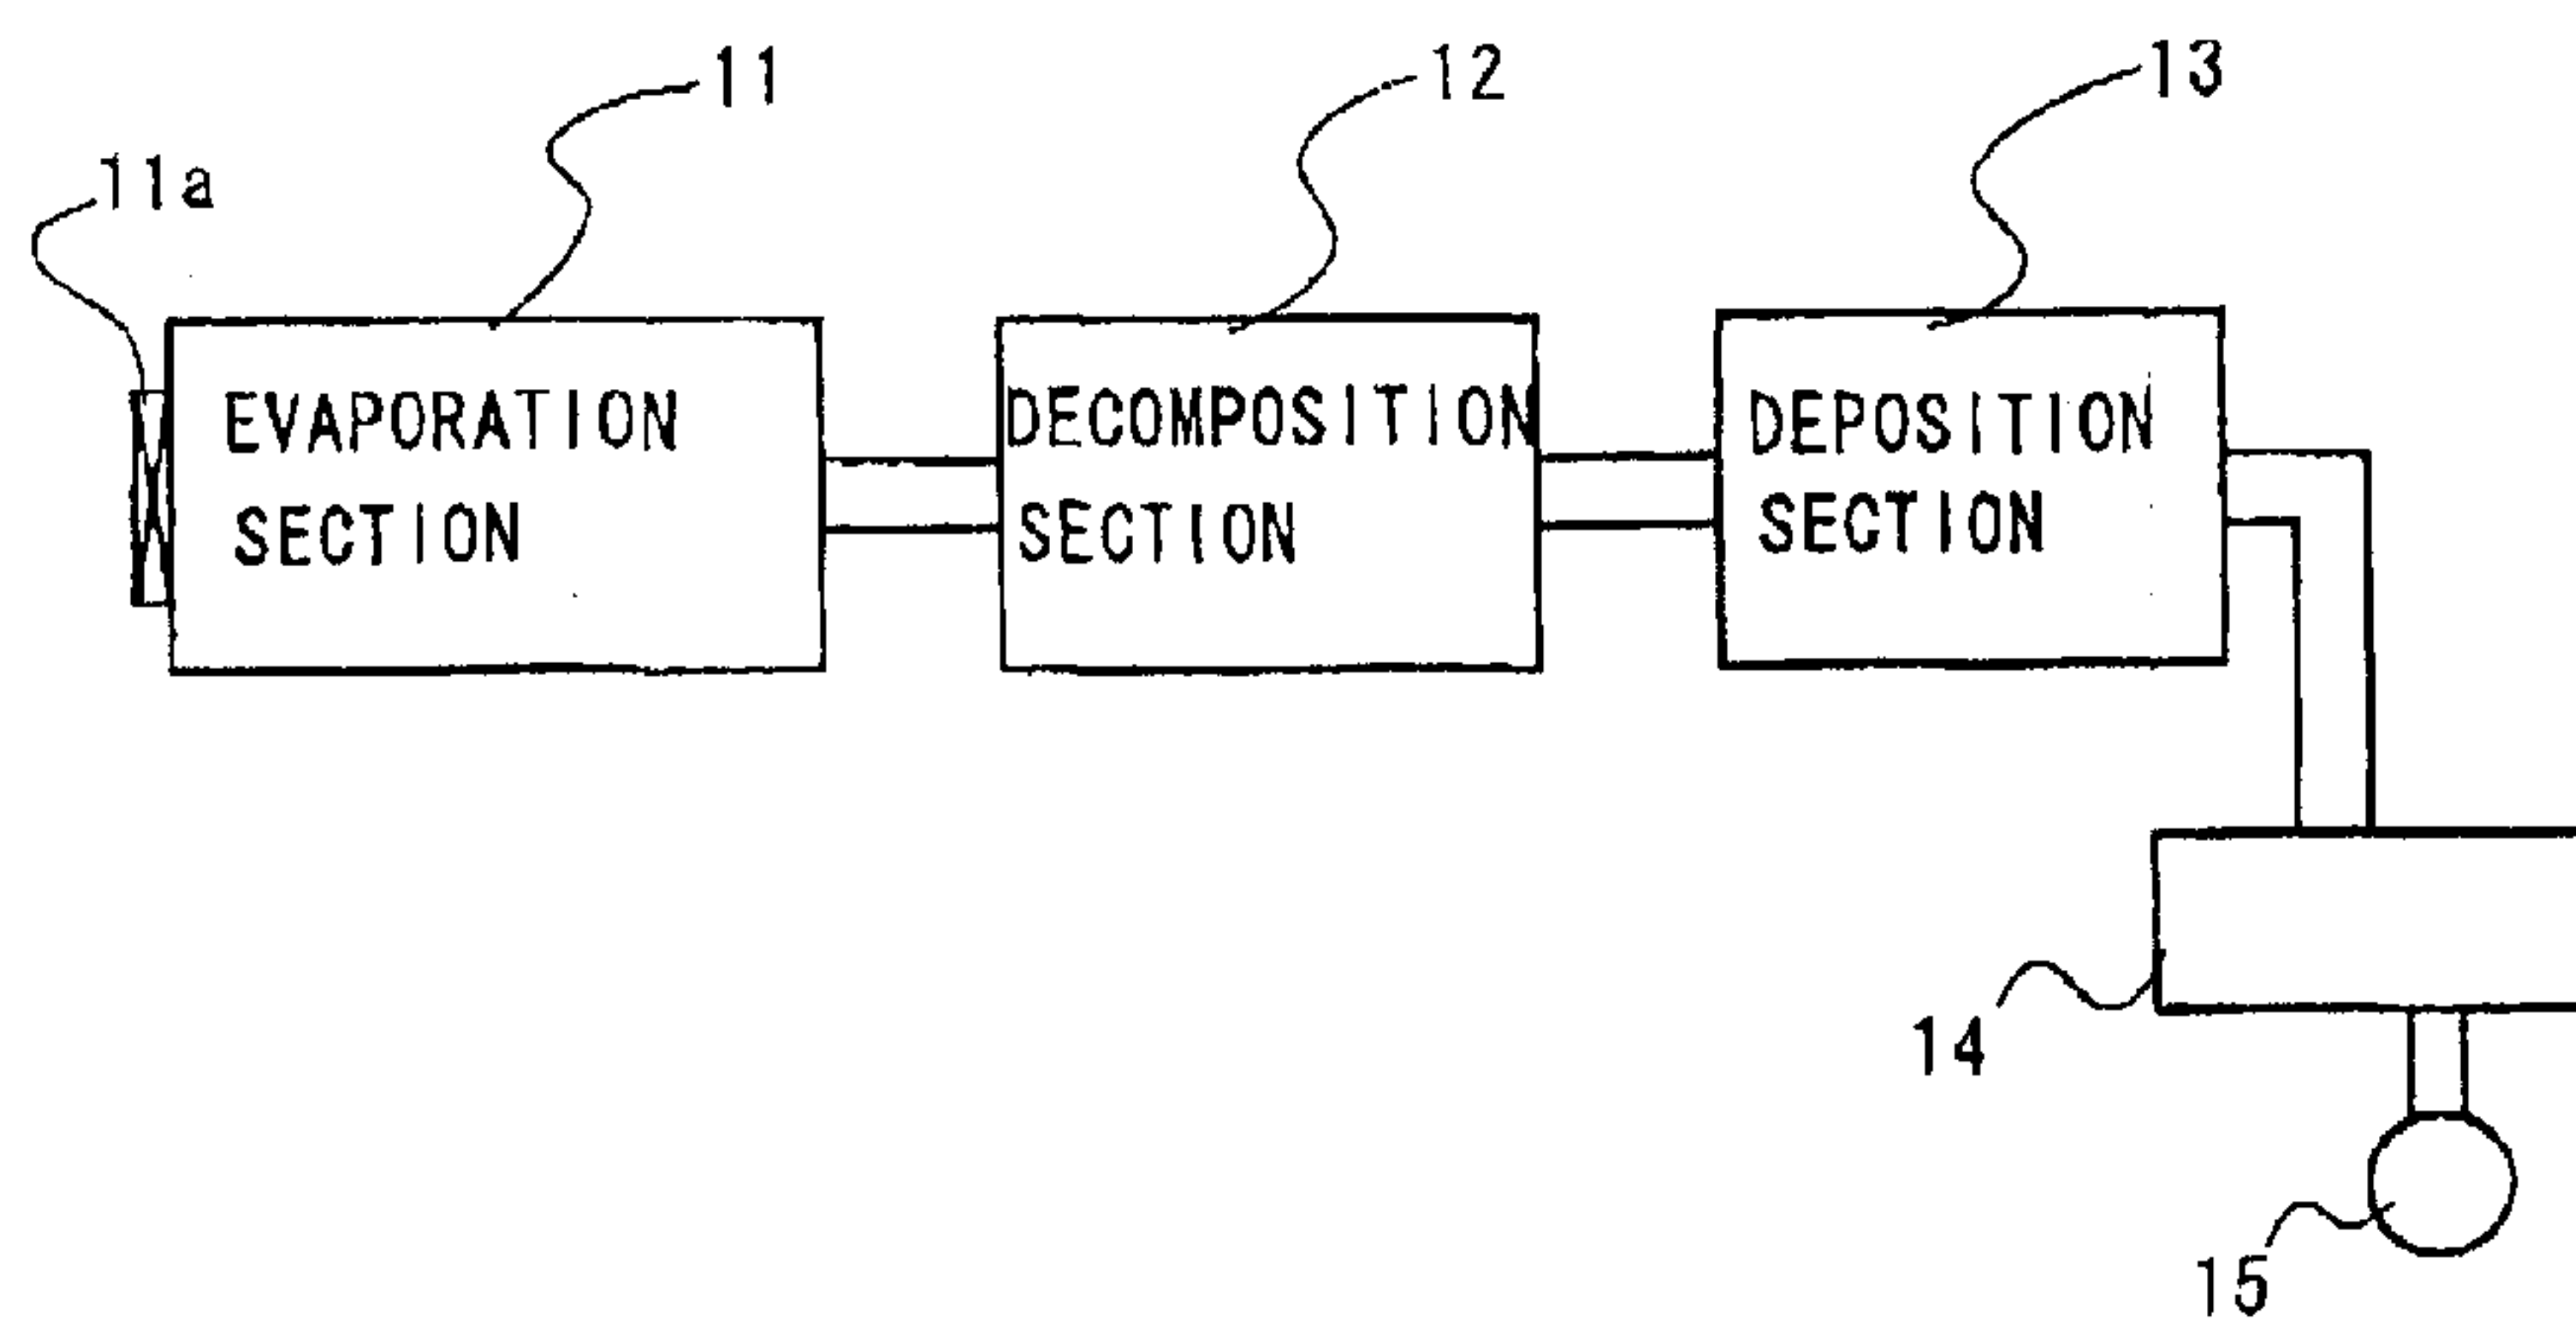 11
12
13
11a
EVAPORATION
SECTION
DECOMPOSITION
SECTION
DEPOSITION
SECTION
14
15